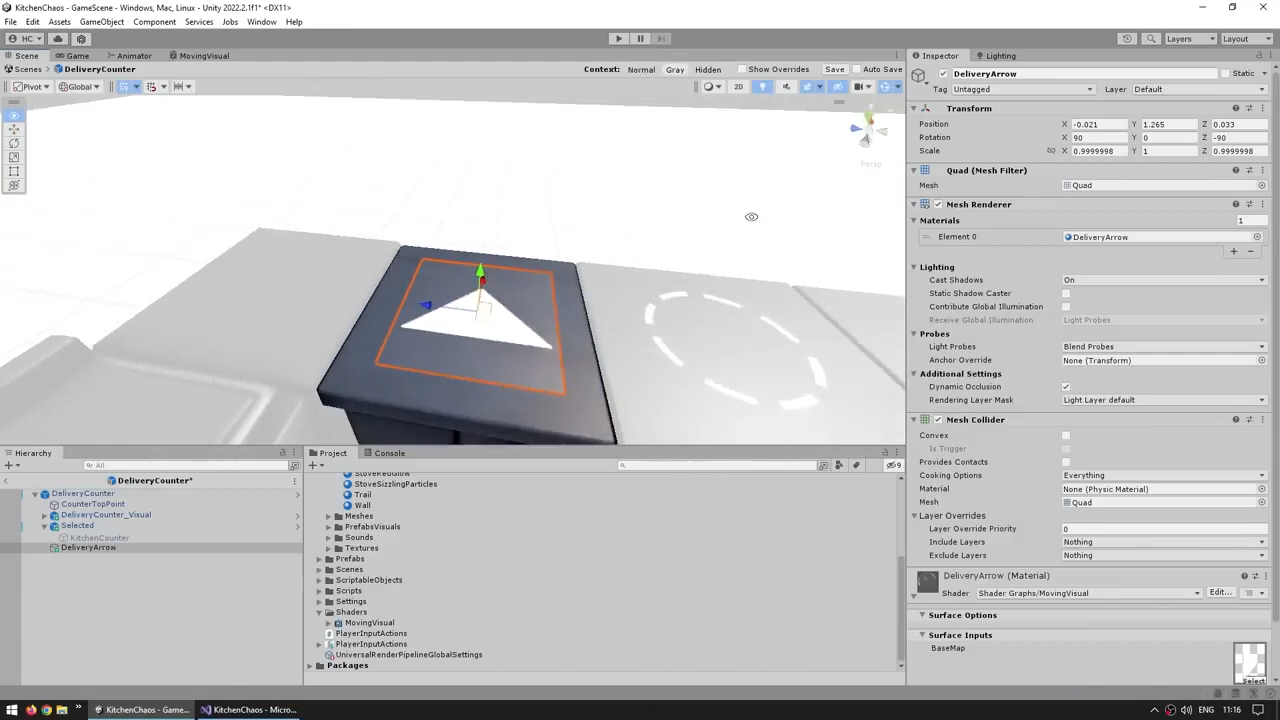 KitchenChaos - GameScene - Windows, Mac, Linux - Unity 2022.2.1f1* <DX11>
File Edit Assets GameObject Component Services Jobs Window Help
HC Layers Layout
Scene Game Animator MovingVisual
Scenes DeliveryCounter Context: Normal Gray Hidden Show Overrides Save Auto Save
Pivot Global 2D
Persp
Inspector Lighting
DeliveryArrow Static
Tag Untagged Layer Default
Transform
Position X -0.021 Y 1.265 Z 0.033
Rotation X 90 Y 0 Z -90
Scale X 0.9999998 Y 1 Z 0.9999998
Quad (Mesh Filter)
Mesh Quad
Mesh Renderer
Materials 1
Element 0 DeliveryArrow
Lighting
Cast Shadows On
Static Shadow Caster
Contribute Global Illumination
Receive Global Illumination Light Probes
Probes
Light Probes Blend Probes
Anchor Override None (Transform)
Additional Settings
Dynamic Occlusion
Rendering Layer Mask Light Layer default
Mesh Collider
Convex
Is Trigger
Provides Contacts
Cooking Options Everything
Material None (Physic Material)
Mesh Quad
Layer Overrides
Layer Override Priority 0
Include Layers Nothing
Exclude Layers Nothing
DeliveryArrow (Material)
Shader Shader Graphs/MovingVisual Edit...
Surface Options
Surface Inputs
BaseMap
Select
Hierarchy
All
DeliveryCounter*
DeliveryCounter
CounterTopPoint
DeliveryCounter_Visual
Selected
KitchenCounter
DeliveryArrow
Project Console
9
StoveRedGlow
StoveSizzlingParticles
Trail
Wall
Meshes
PrefabsVisuals
Sounds
Textures
Prefabs
Scenes
ScriptableObjects
Scripts
Settings
Shaders
MovingVisual
PlayerInputActions
PlayerInputActions
UniversalRenderPipelineGlobalSettings
Packages
KitchenChaos - Game... KitchenChaos - Micro... ENG 11:16